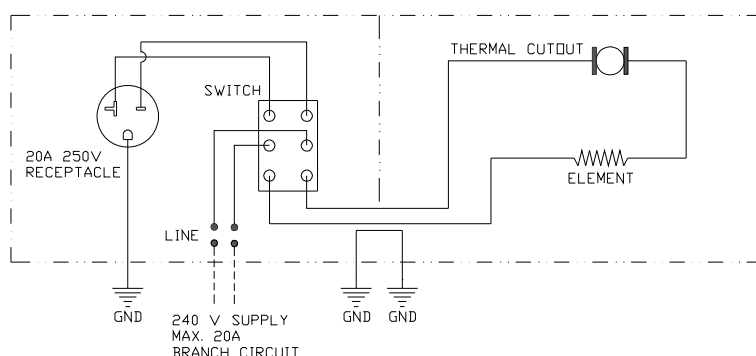 THERMAL CUTOUT
SWITCH
20A 250V
RECEPTACLE
ELEMENT
LINE
GND
GND
GND
240 V SUPPLY
MAX. 20A
BRANCH CIRCUIT